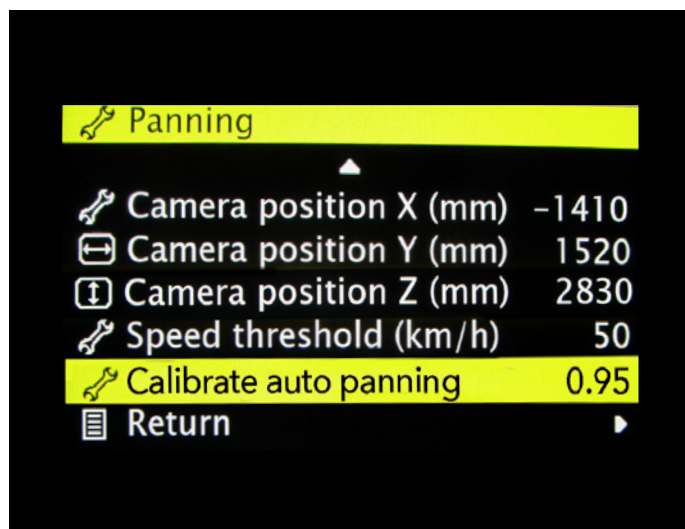 Panning
Camera position X (mm) -1410
Camera position Y (mm) 1520
Camera position Z (mm) 2830
Speed threshold (km/h) 50
Calibrate auto panning 0.95
Return